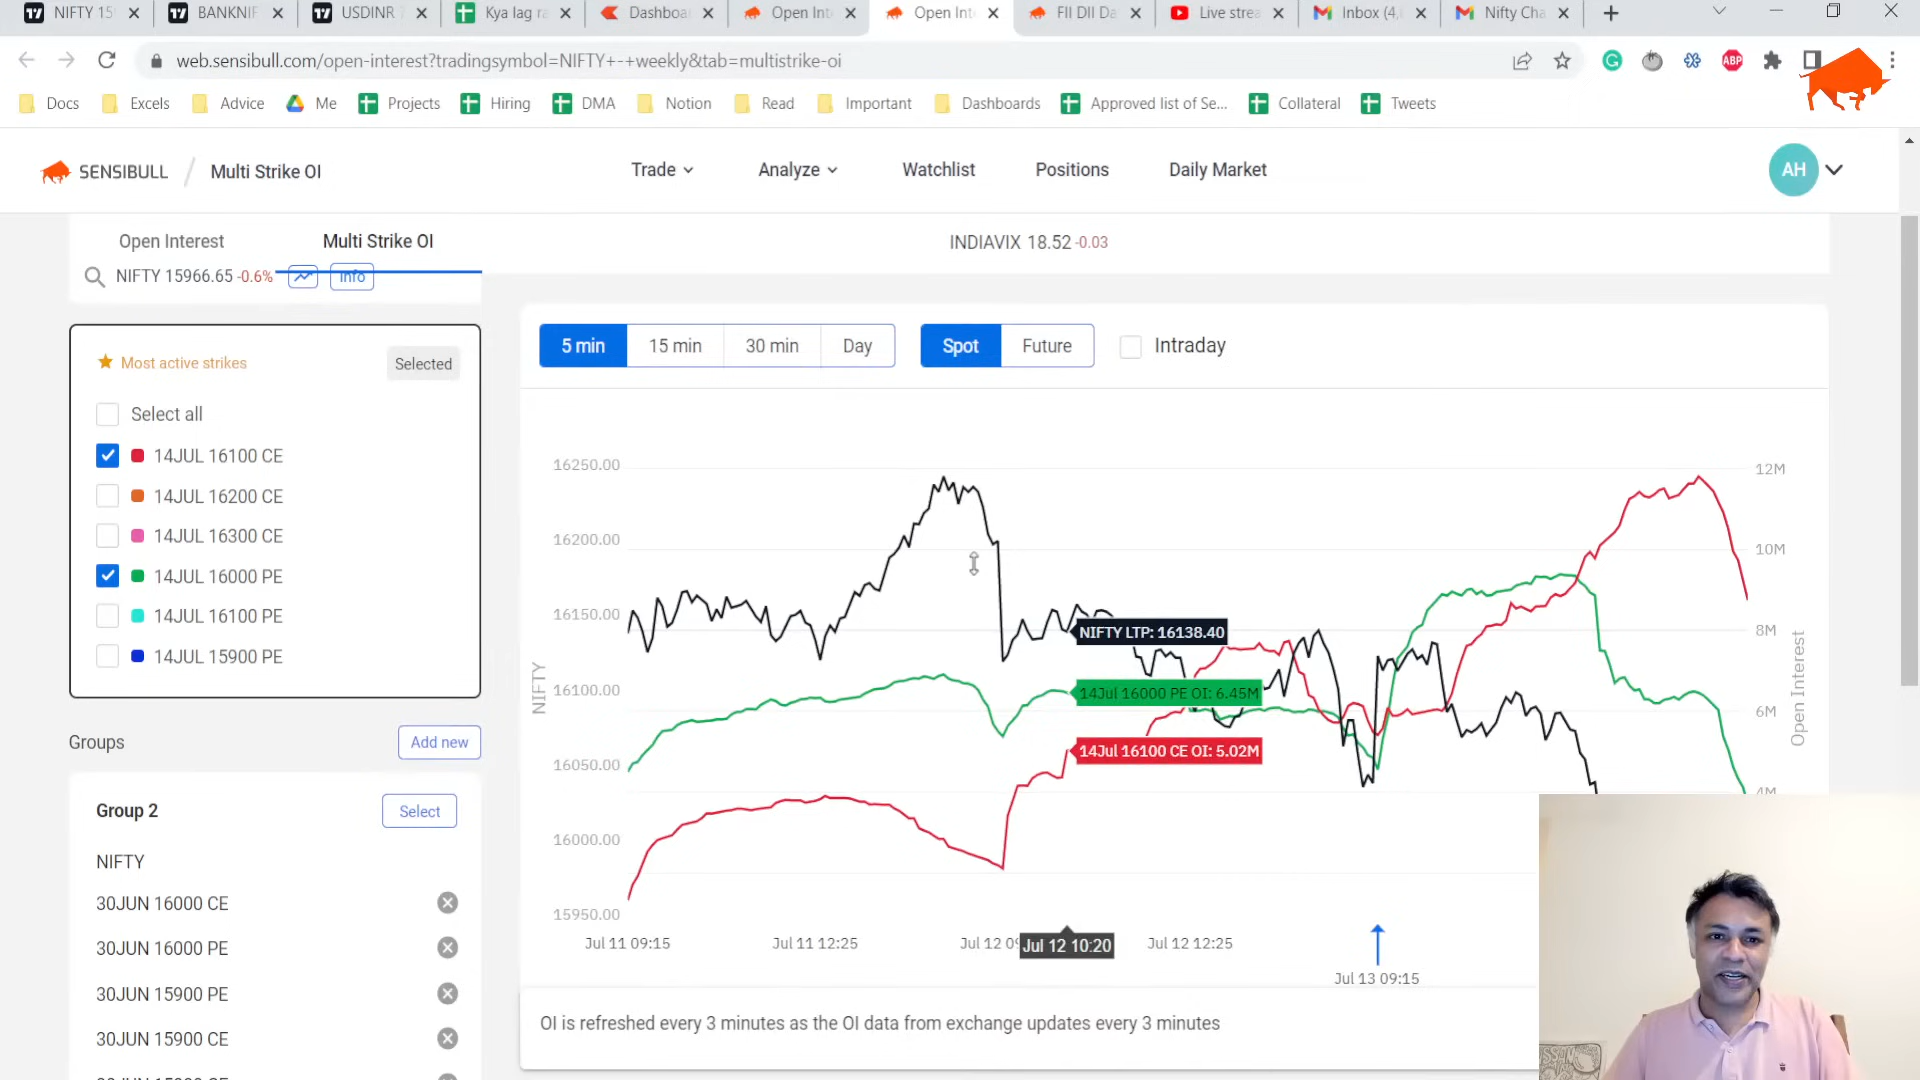 NIFTY 15
BANKNIF
USDINR
Kya lag ra
Dashboa
Open Int
Open Int
FII DII Da
Live strea
Inbox (4,
Nifty Cha
web.sensibull.com/open-interest?tradingsymbol=NIFTY+-+weekly&tab=multistrike-oi
ABP
Docs
Excels
Advice
Me
Projects
Hiring
DMA
Notion
Read
Important
Dashboards
Approved list of Se...
Collateral
Tweets
SENSIBULL
Multi Strike OI
Trade
Analyze
Watchlist
Positions
Daily Market
AH
Open Interest
Multi Strike OI
INDIAVIX 18.52 -0.03
NIFTY 15966.65 -0.6%
Info
Most active strikes
Selected
Select all
14JUL 16100 CE
14JUL 16200 CE
14JUL 16300 CE
14JUL 16000 PE
14JUL 16100 PE
14JUL 15900 PE
Groups
Add new
Group 2
Select
NIFTY
30JUN 16000 CE
30JUN 16000 PE
30JUN 15900 PE
30JUN 15900 CE
5 min
15 min
30 min
Day
Spot
Future
Intraday
16250.00
16200.00
16150.00
16100.00
16050.00
16000.00
15950.00
NIFTY
12M
10M
8M
6M
4M
Open Interest
NIFTY LTP: 16138.40
14Jul 16000 PE OI: 6.45M
14Jul 16100 CE OI: 5.02M
Jul 11 09:15
Jul 11 12:25
Jul 12 09
Jul 12 10:20
Jul 12 12:25
Jul 13 09:15
OI is refreshed every 3 minutes as the OI data from exchange updates every 3 minutes